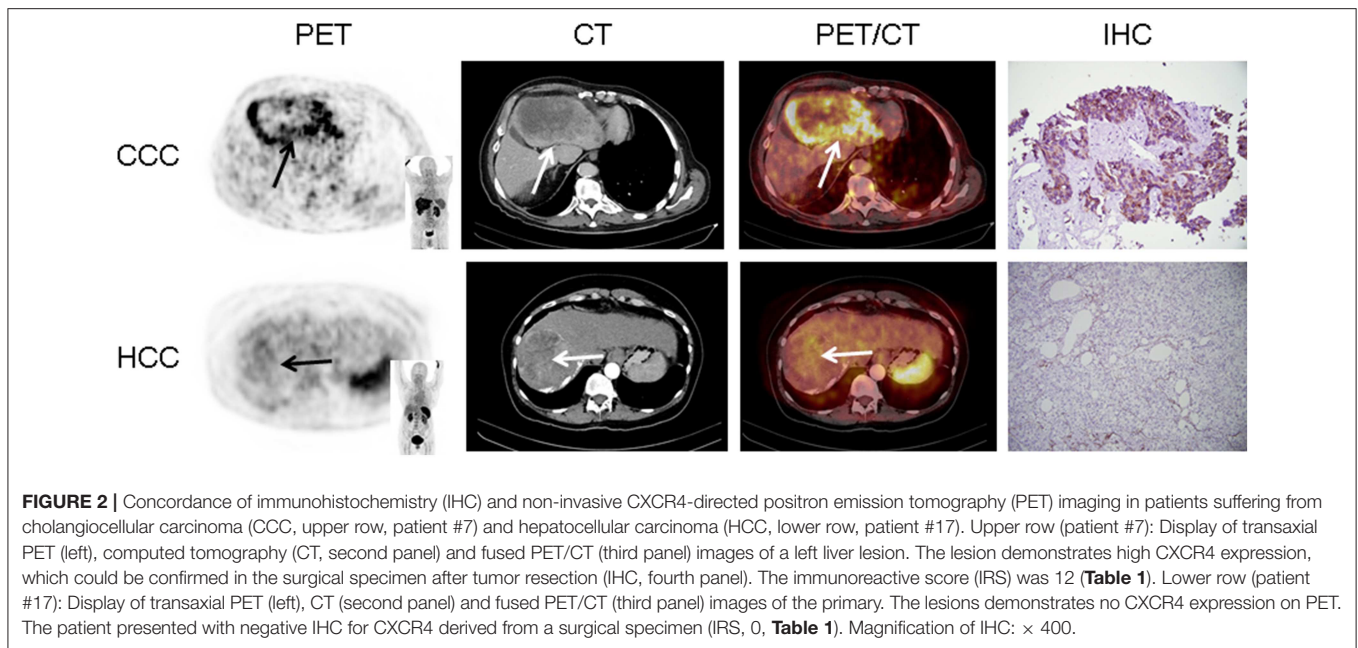 PET CT PET/CT IHC
CCC
HCC
FIGURE 2 | Concordance of immunohistochemistry (IHC) and non-invasive CXCR4-directed positron emission tomography (PET) imaging in patients suffering from
cholangiocellular carcinoma (CCC, upper row, patient #7) and hepatocellular carcinoma (HCC, lower row, patient #17). Upper row (patient #7): Display of transaxial
PET (left), computed tomography (CT, second panel) and fused PET/CT (third panel) images of a left liver lesion. The lesion demonstrates high CXCR4 expression,
which could be confirmed in the surgical specimen after tumor resection (IHC, fourth panel). The immunoreactive score (IRS) was 12 (Table 1). Lower row (patient
#17): Display of transaxial PET (left), CT (second panel) and fused PET/CT (third panel) images of the primary. The lesions demonstrates no CXCR4 expression on PET.
The patient presented with negative IHC for CXCR4 derived from a surgical specimen (IRS, 0, Table 1). Magnification of IHC: × 400.